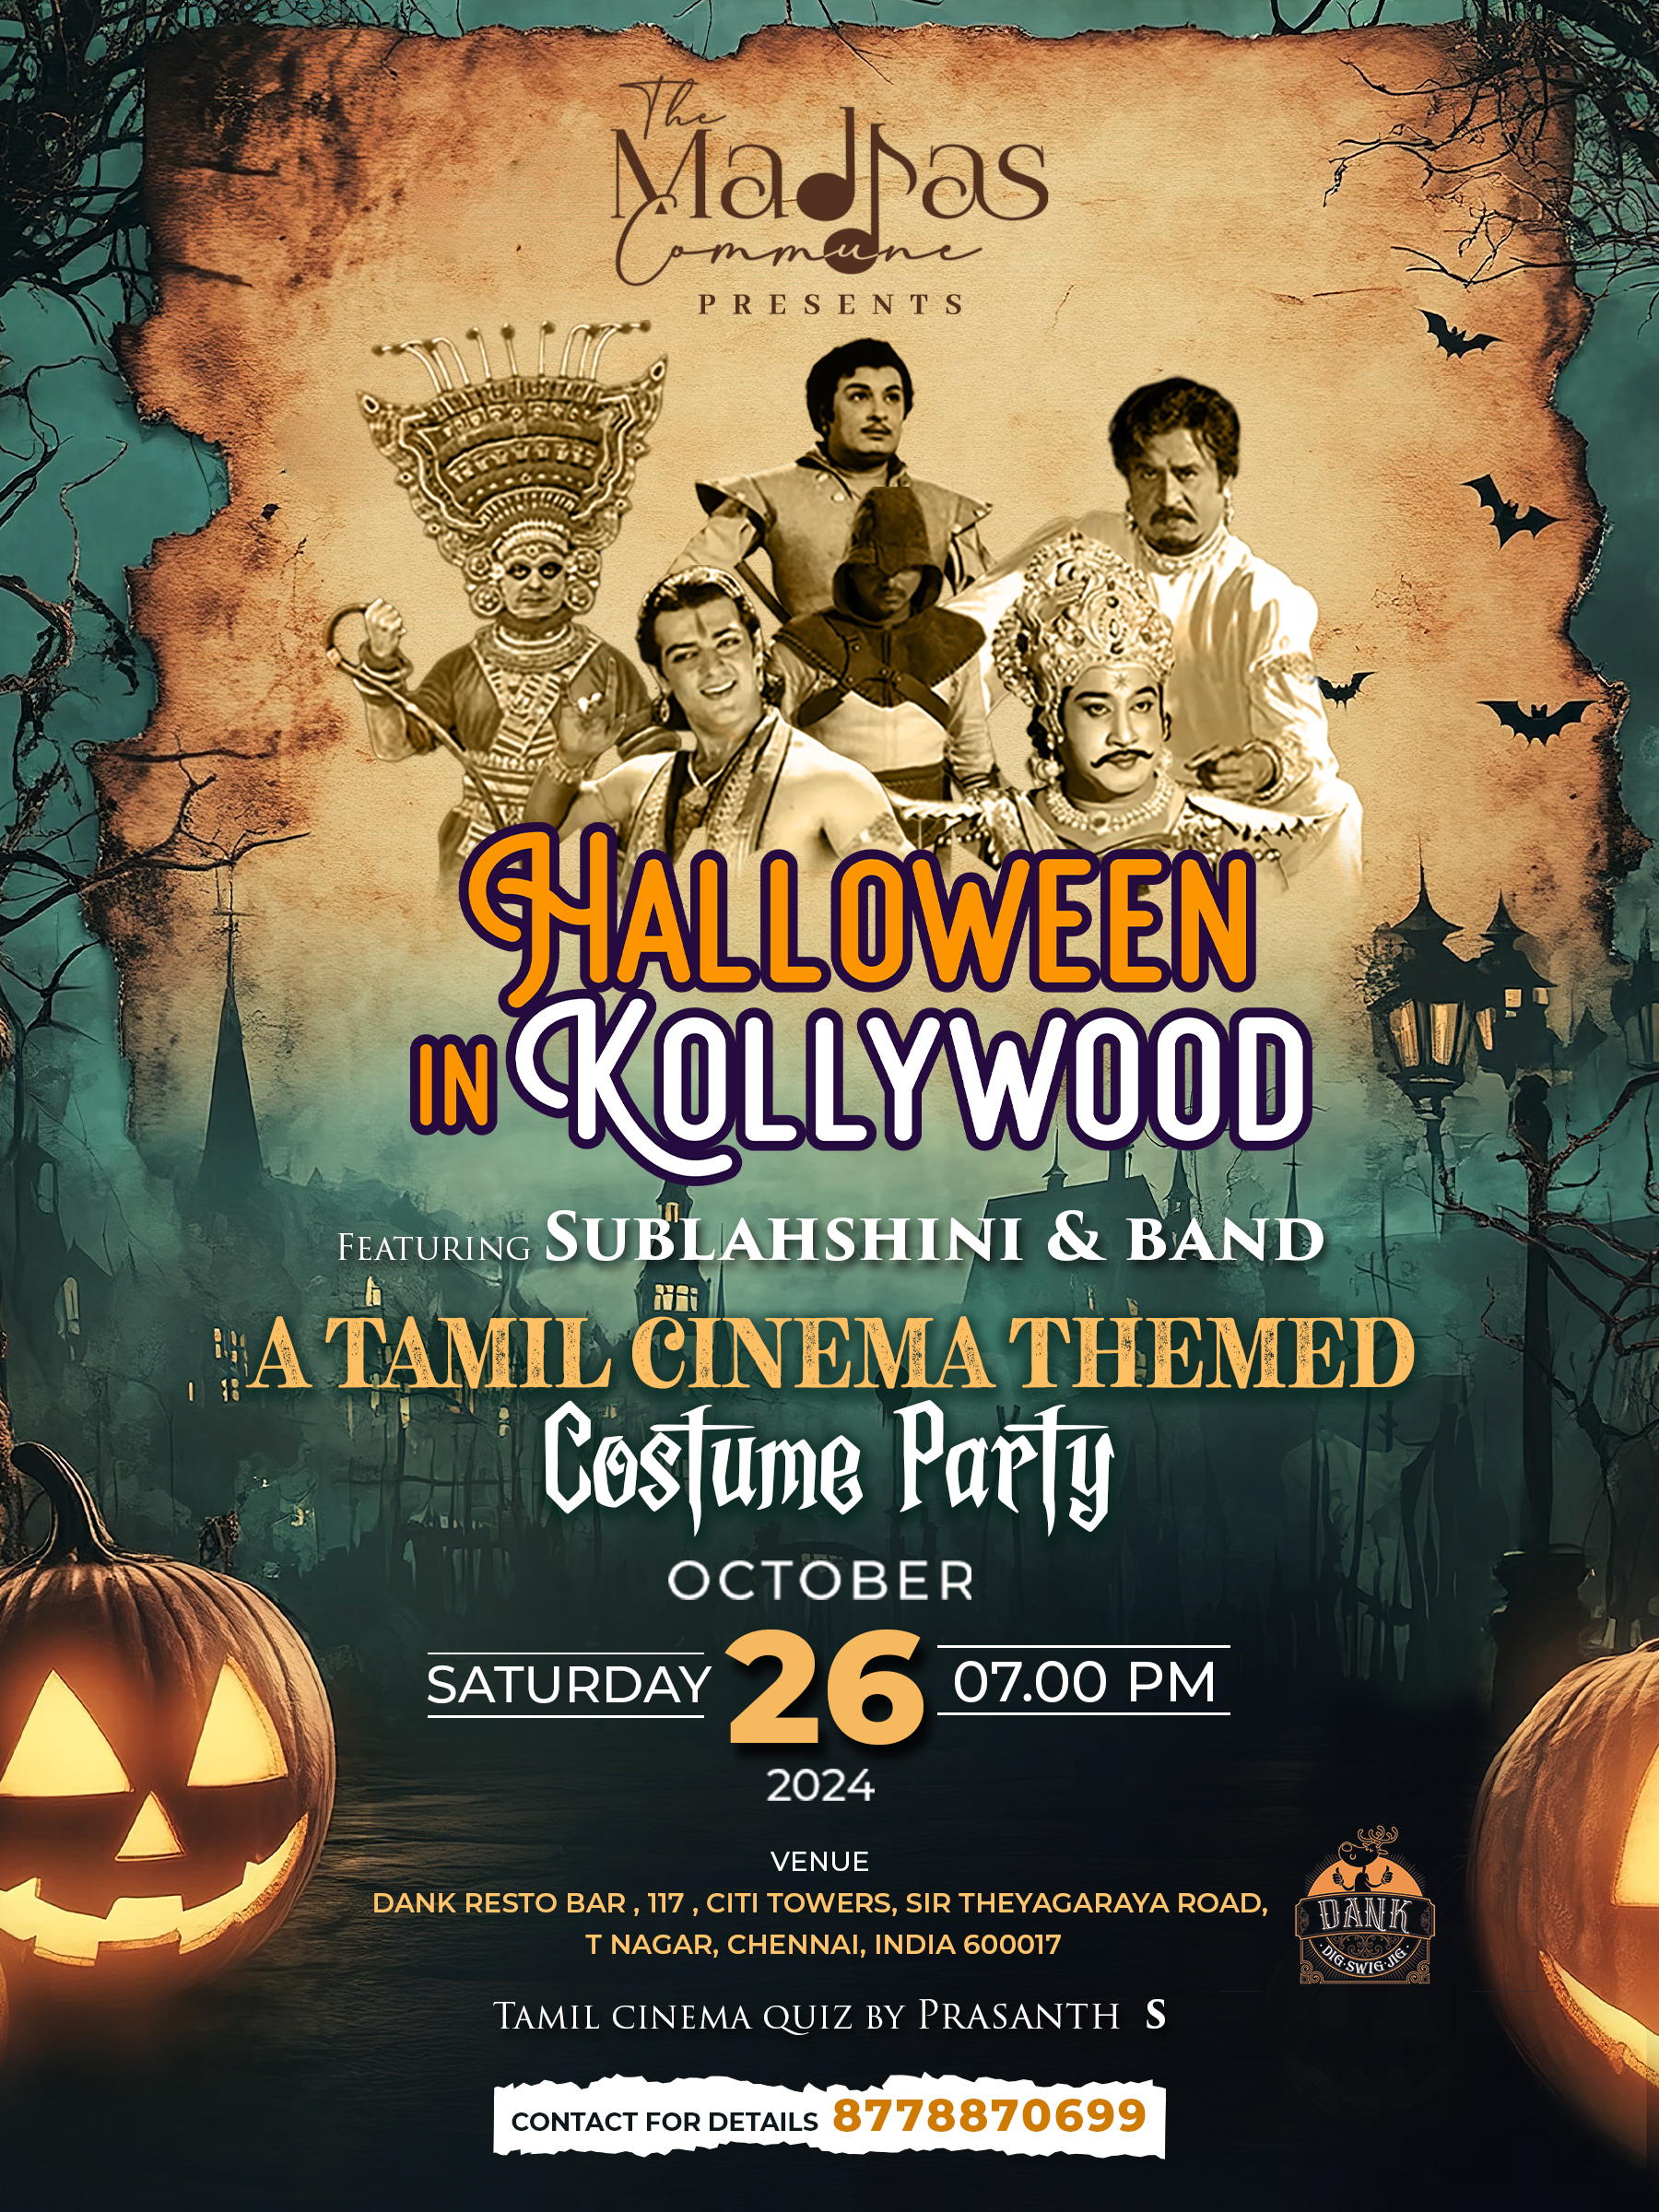 The
Madras
Commune
PRESENTS
HALLOWEEN
IN KOLLYWOOD
FEATURING SUBLAHSHINI & BAND
A TAMIL CINEMA THEMED
Costume Party
OCTOBER
SATURDAY 26 07.00 PM
2024
VENUE
DANK RESTO BAR , 117 , CITI TOWERS, SIR THEYAGARAYA ROAD,
T NAGAR, CHENNAI, INDIA 600017
DANK
DIG · SWIG · JIG
TAMIL CINEMA QUIZ BY PRASANTH S
CONTACT FOR DETAILS 8778870699